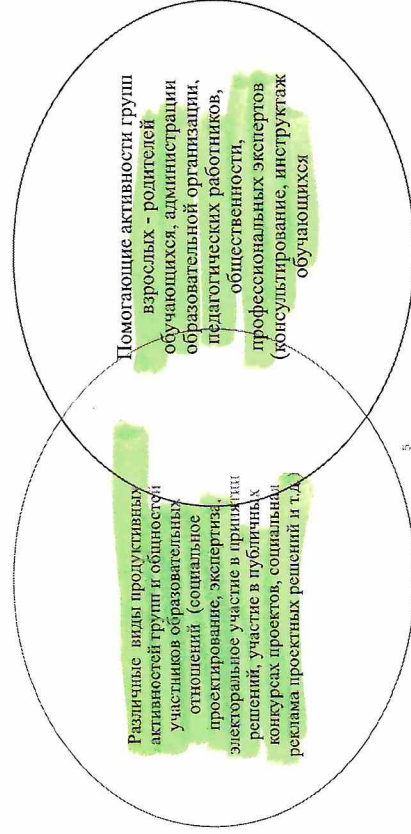 Различные виды продуктивных
активностей групп и общностей
участников образовательных
отношений (социальное
проектирование, экспертиза,
электоральное участие в принятии
решений, участие в публичных
конкурсах проектов, социальная
реклама проектных решений и т.д.)
Помогающие активности групп
взрослых - родителей
обучающихся, администрации
образовательной организации,
педагогических работников,
общественности,
профессиональных экспертов
(консультирование, инструктаж
обучающихся
5